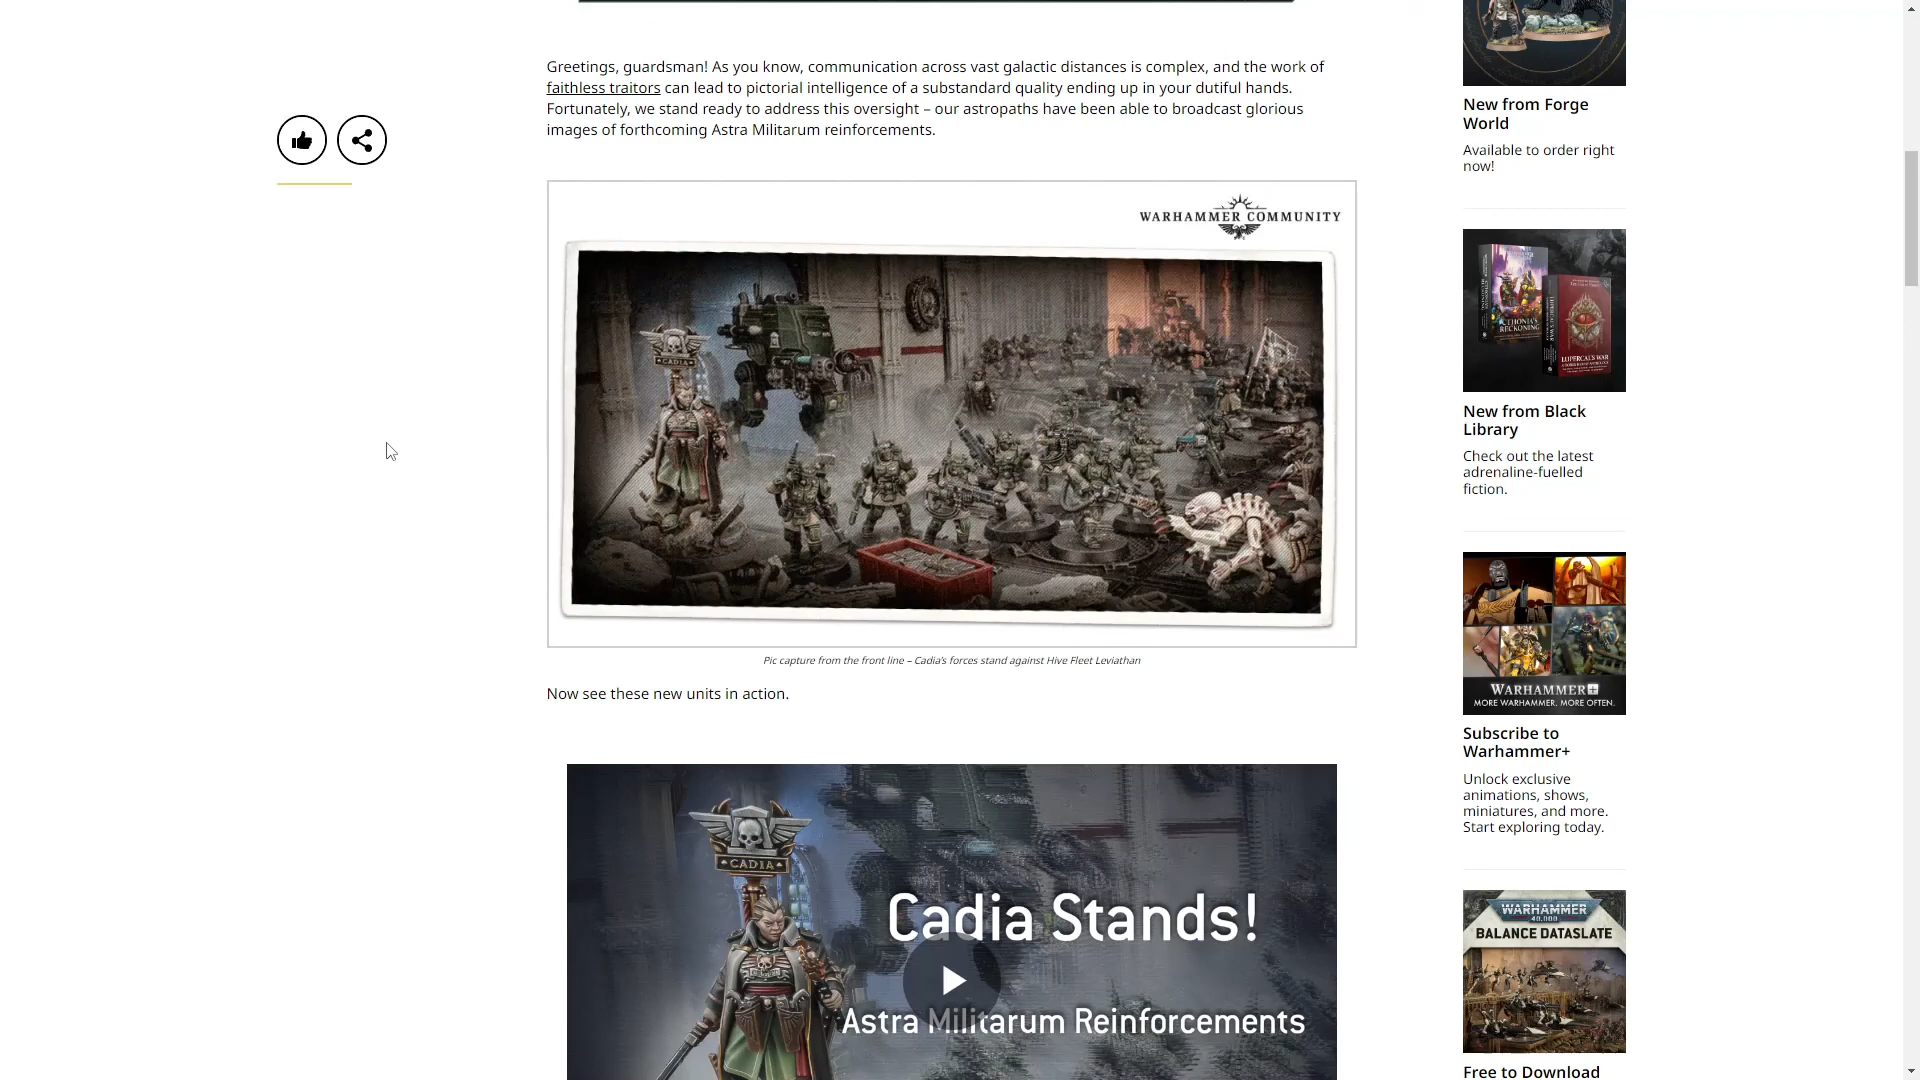 Greetings, guardsman! As you know, communication across vast galactic distances is complex, and the work of
faithless traitors can lead to pictorial intelligence of a substandard quality ending up in your dutiful hands.
Fortunately, we stand ready to address this oversight – our astropaths have been able to broadcast glorious
images of forthcoming Astra Militarum reinforcements.
WARHAMMER COMMUNITY
CADIA
Pic capture from the front line – Cadia's forces stand against Hive Fleet Leviathan
Now see these new units in action.
CADIA
Cadia Stands!
Astra Militarum Reinforcements
New from Forge
World
Available to order right
now!
CTHONIA'S
RECKONING
LUPERCAL'S WAR
New from Black
Library
Check out the latest
adrenaline-fuelled
fiction.
WARHAMMER+
MORE WARHAMMER. MORE OFTEN.
Subscribe to
Warhammer+
Unlock exclusive
animations, shows,
miniatures, and more.
Start exploring today.
WARHAMMER
40,000
BALANCE DATASLATE
Free to Download